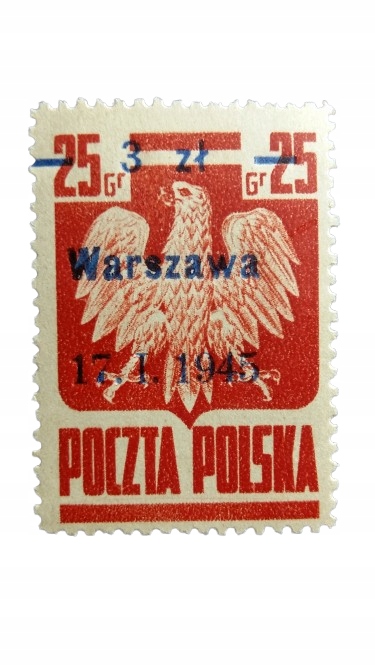 25 Gr - 3 zł - Gr 25
Warszawa
17. I. 1945
POCZTA POLSKA